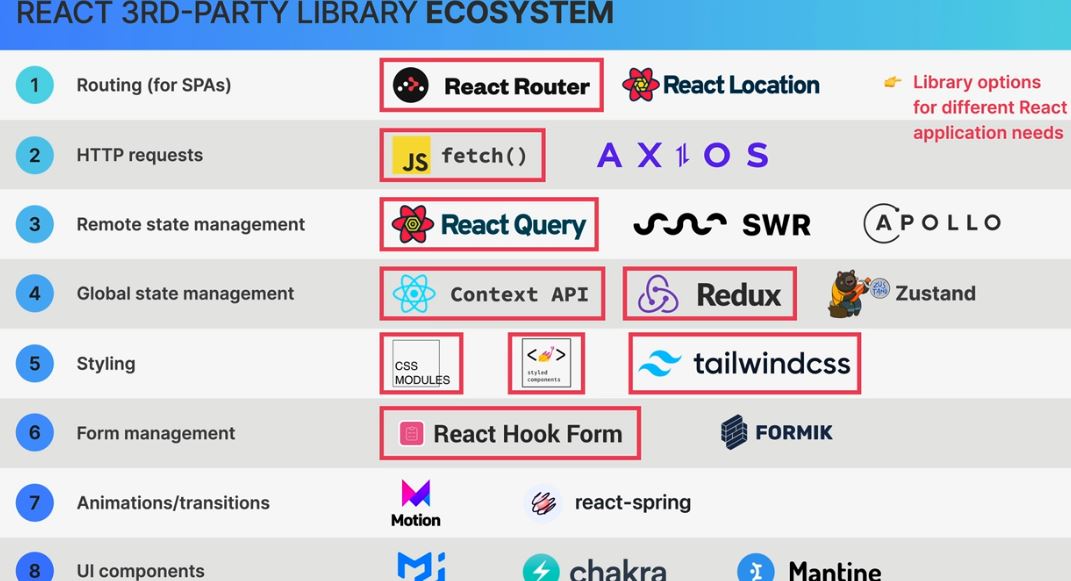 REACT 3RD-PARTY LIBRARY ECOSYSTEM
1 Routing (for SPAs) React Router React Location
👉 Library options
for different React
application needs
2 HTTP requests JS fetch() AXIOS
3 Remote state management React Query SWR APOLLO
4 Global state management Context API Redux ZUSTAND Zustand
5 Styling CSS MODULES <💅> styled components tailwindcss
6 Form management React Hook Form FORMIK
7 Animations/transitions Motion react-spring
8 UI components chakra Mantine